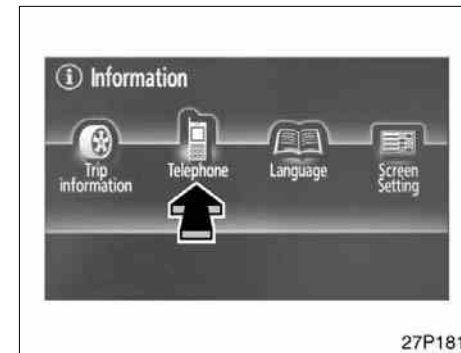 i Information
Trip
information
Telephone
Language
Screen
Setting
27P181